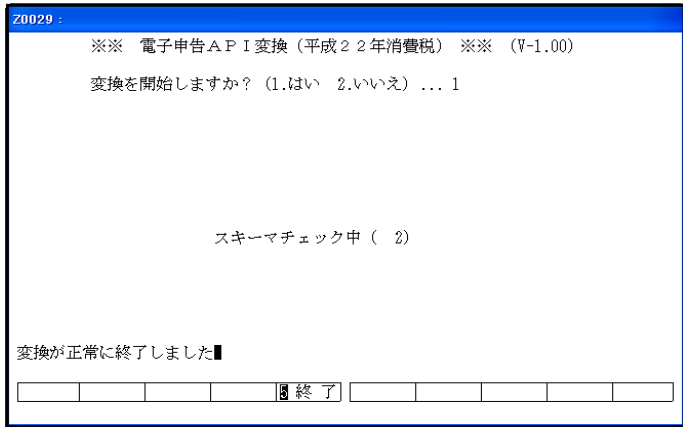 Z0029 :
※※　電子申告ＡＰＩ変換（平成２２年消費税）　※※　(V-1.00)
変換を開始しますか？ (1.はい　2.いいえ) ... 1
スキーマチェック中 (　2)
変換が正常に終了しました
5 終 了